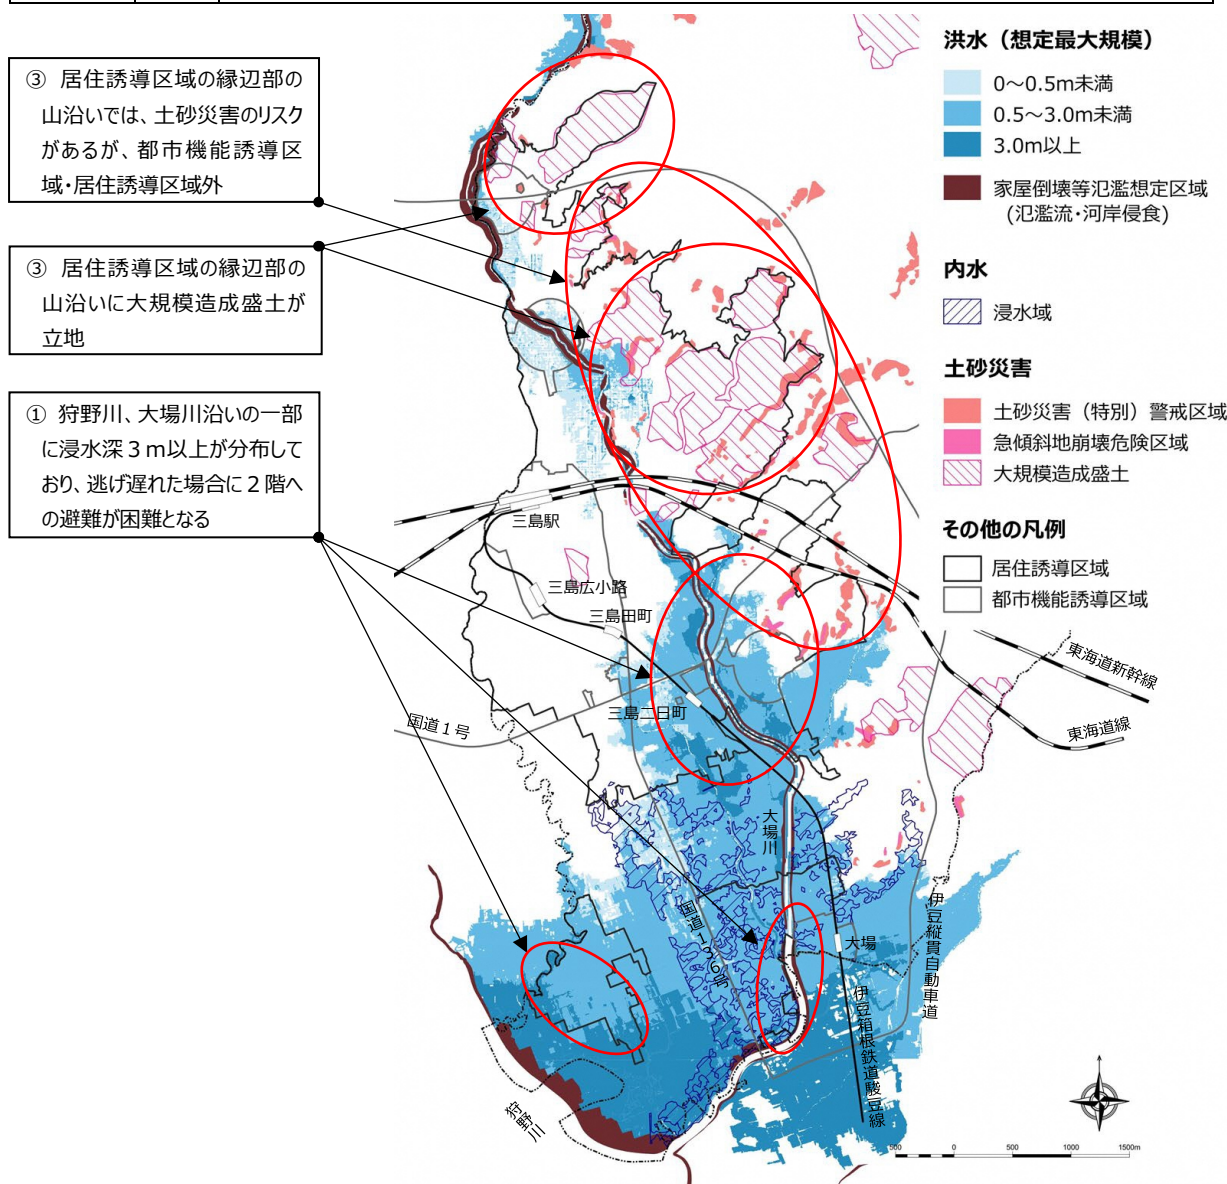 ③ 居住誘導区域の縁辺部の
山沿いでは、土砂災害のリスク
があるが、都市機能誘導区
域・居住誘導区域外
③ 居住誘導区域の縁辺部の
山沿いに大規模造成盛土が
立地
① 狩野川、大場川沿いの一部
に浸水深3m以上が分布して
おり、逃げ遅れた場合に2階へ
の避難が困難となる
洪水（想定最大規模）
0～0.5m未満
0.5～3.0m未満
3.0m以上
家屋倒壊等氾濫想定区域
(氾濫流・河岸侵食)
内水
浸水域
土砂災害
土砂災害（特別）警戒区域
急傾斜地崩壊危険区域
大規模造成盛土
その他の凡例
居住誘導区域
都市機能誘導区域
三島駅
三島広小路
三島田町
三島二日町
国道1号
東海道新幹線
東海道線
大場川
国道136号
大場
伊豆縦貫自動車道
伊豆箱根鉄道駿豆線
狩野川
500 0 500 1000 1500m